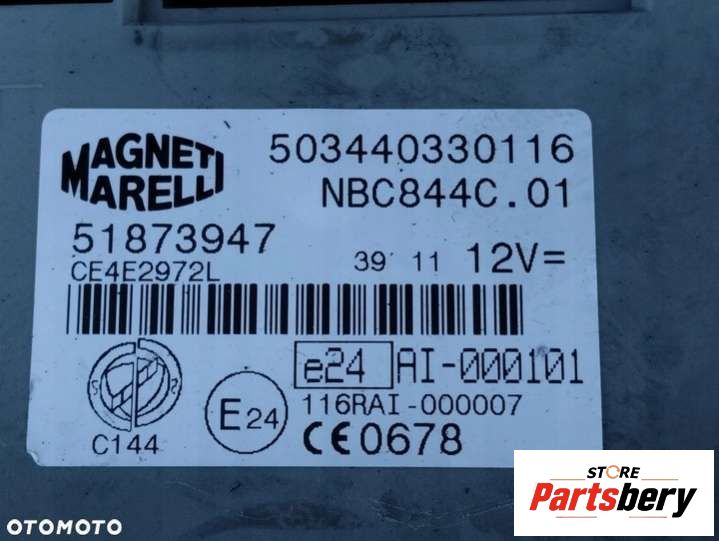 MAGNETI
MARELLI
503440330116
NBC844C.01
51873947
CE4E2972L
39 11 12V=
e24 AI-000101
116RAI-000007
E24
C144
CE0678
STORE
Partsbery
OTOMOTO